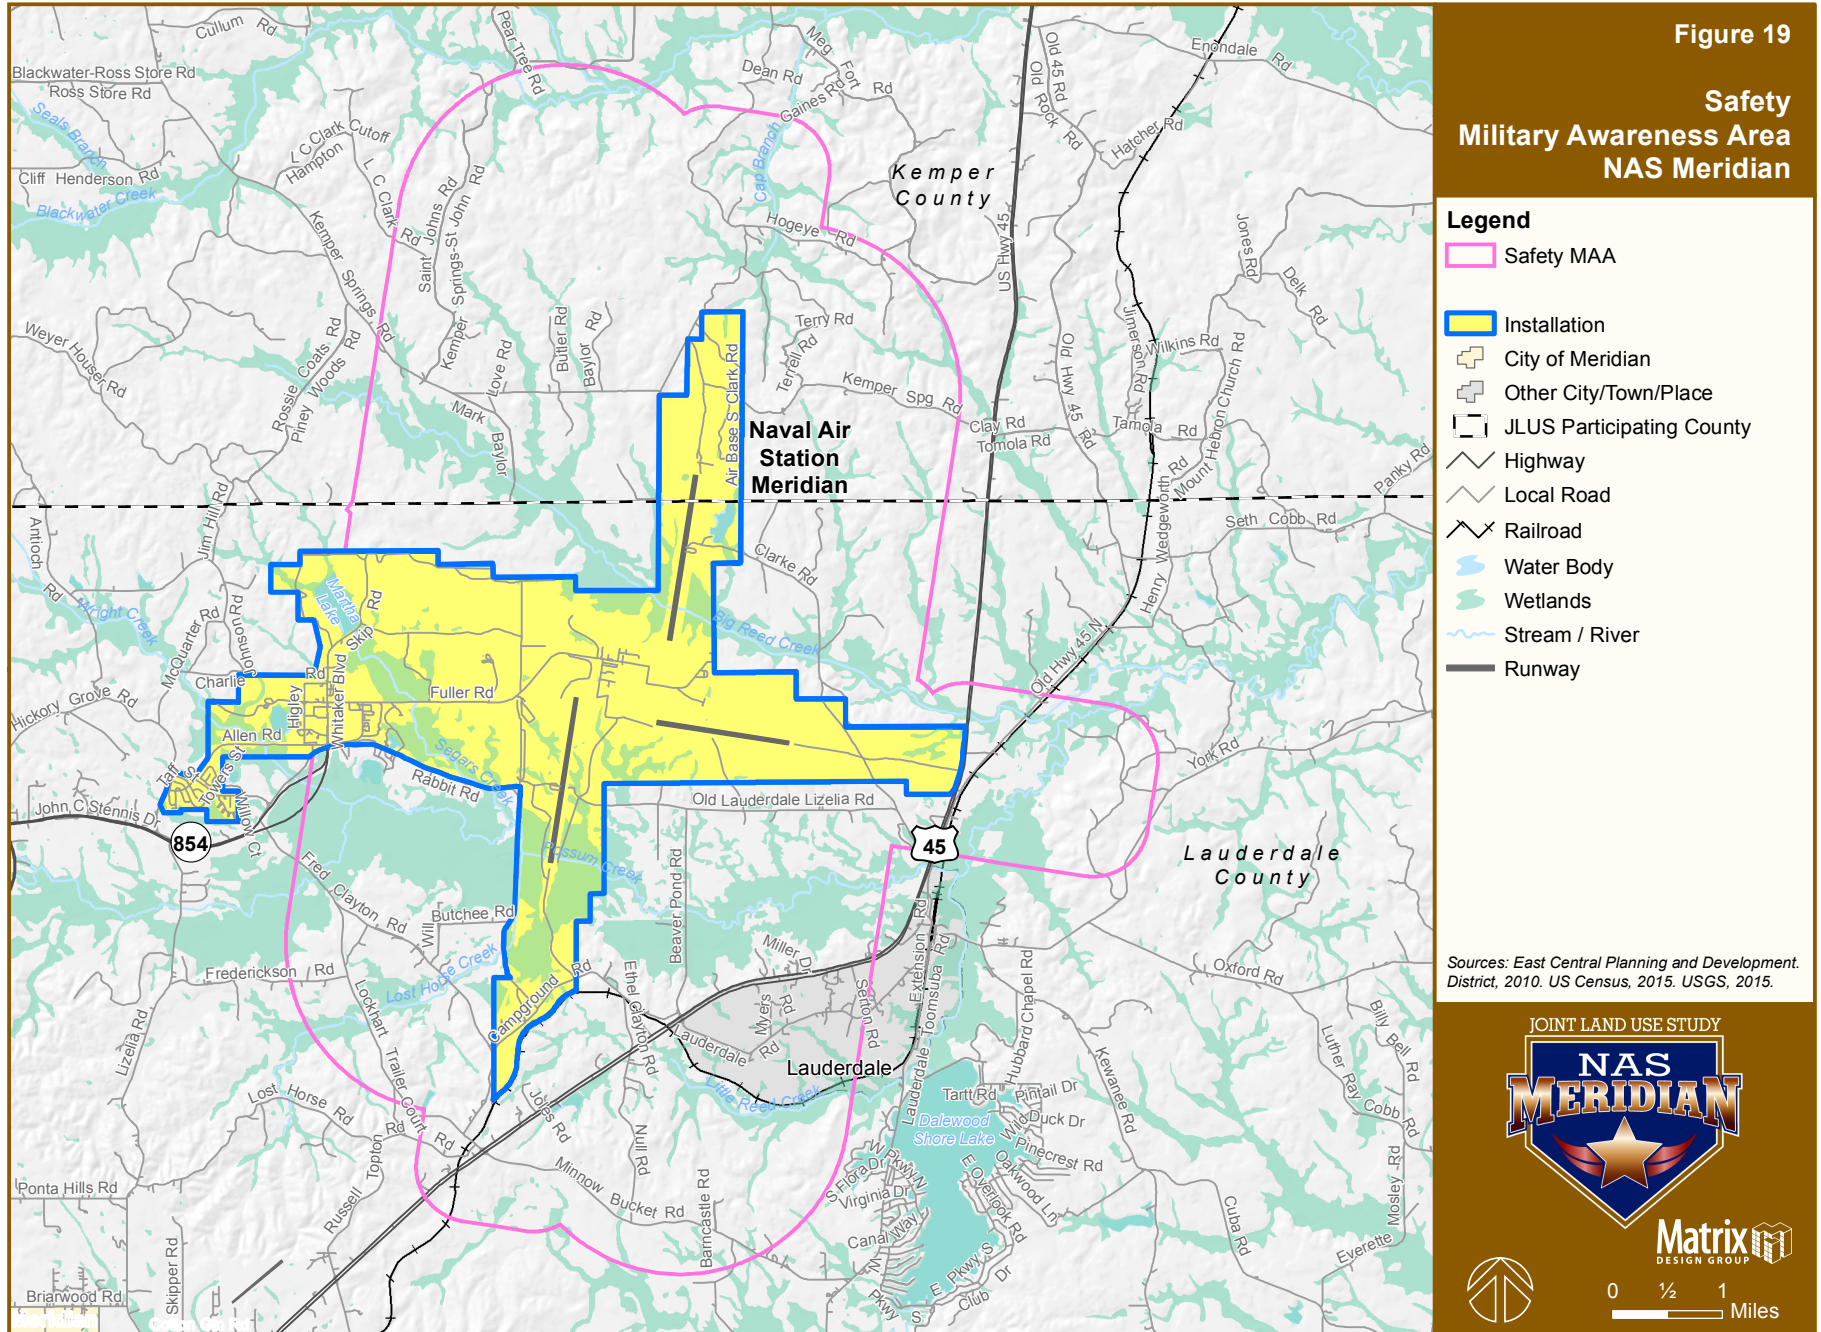 Cullum Rd
Pear Tree Rd
Meg Fort Rd
Dean Rd
Gaines Rd
Old 45 Rd
Old Rock Rd
Enondale Rd
Hatcher Rd
Blackwater-Ross Store Rd
Ross Store Rd
Seals Branch
L C Clark Cutoff
Hampton
L C Clark Rd
Cliff Henderson Rd
Blackwater Creek
Kemper Springs Rd
Saint Johns Rd
Kemper Springs-St John Rd
Cap Branch
Kemper
County
Hogeye Rd
US Hwy 45
Jones Rd
Delk Rd
Weyer Houser Rd
Rossie Coats Rd
Piney Woods Rd
Love Rd
Butler Rd
Baylor Rd
Terry Rd
Terrell Rd
Air Base S Clark Rd
Old Hwy 45 Rd
Jimerson Rd
Wilkins Rd
Mount Hebron Church Rd
Kemper Spg Rd
Clay Rd
Tomola Rd
Tamola Rd
Mark Baylor
Naval Air
Station
Meridian
Panky Rd
Jim Hill Rd
Antioch Rd
Seth Cobb Rd
Henry Wedgeworth Rd
Clarke Rd
Martha
Lake
Skip Rd
Wright Creek
McQuarter Rd
Johnson Rd
Big Reed Creek
Old Hwy 45 N
Charlie Rd
Hickory Grove Rd
Higley
Whitaker Blvd
Fuller Rd
Allen Rd
Segars Creek
Rabbit Rd
Taff
Towers St
Willow Ct
York Rd
John C Stennis Dr
854
Old Lauderdale Lizelia Rd
45
Possum Creek
Lauderdale
County
Fred Clayton Rd
Will Butchee Rd
Beaver Pond Rd
Miller Dr
Extension Rd
Frederickson Rd
Lost Horse Creek
Campground Rd
Ethel Clayton Rd
Myers Rd
Serton Rd
Lauderdale Toomsuba Rd
Hubbard Chapel Rd
Oxford Rd
Lizelia Rd
Lockhart
Trailer Court Rd
auderdale Rd
Lauderdale
Little Reed Creek
Luther Ray Cobb Rd
Billy Bell Rd
Kewanee Rd
Lost Horse Rd
Joles Rd
Null Rd
Dalewood
Shore Lake
Tartt Rd
Pintail Dr
Wild Duck Dr
Pinecrest Rd
Ponta Hills Rd
Russell Topton Rd
Minnow Bucket Rd
Barncastle Rd
W Pkwy N
S Flora Dr
Virginia Dr
Canal Way
E Overlook Rd
Oakwood Ln
Cuba Rd
Mosley Rd
Everette
Skipper Rd
Briarwood Rd
Pkwy S
E Pkwy S
Club Dr
Figure 19
Safety
Military Awareness Area
NAS Meridian
Legend
Safety MAA
Installation
City of Meridian
Other City/Town/Place
JLUS Participating County
Highway
Local Road
Railroad
Water Body
Wetlands
Stream / River
Runway
Sources: East Central Planning and Development.
District, 2010. US Census, 2015. USGS, 2015.
JOINT LAND USE STUDY
NAS
MERIDIAN
Matrix
DESIGN GROUP
0 ½ 1
Miles